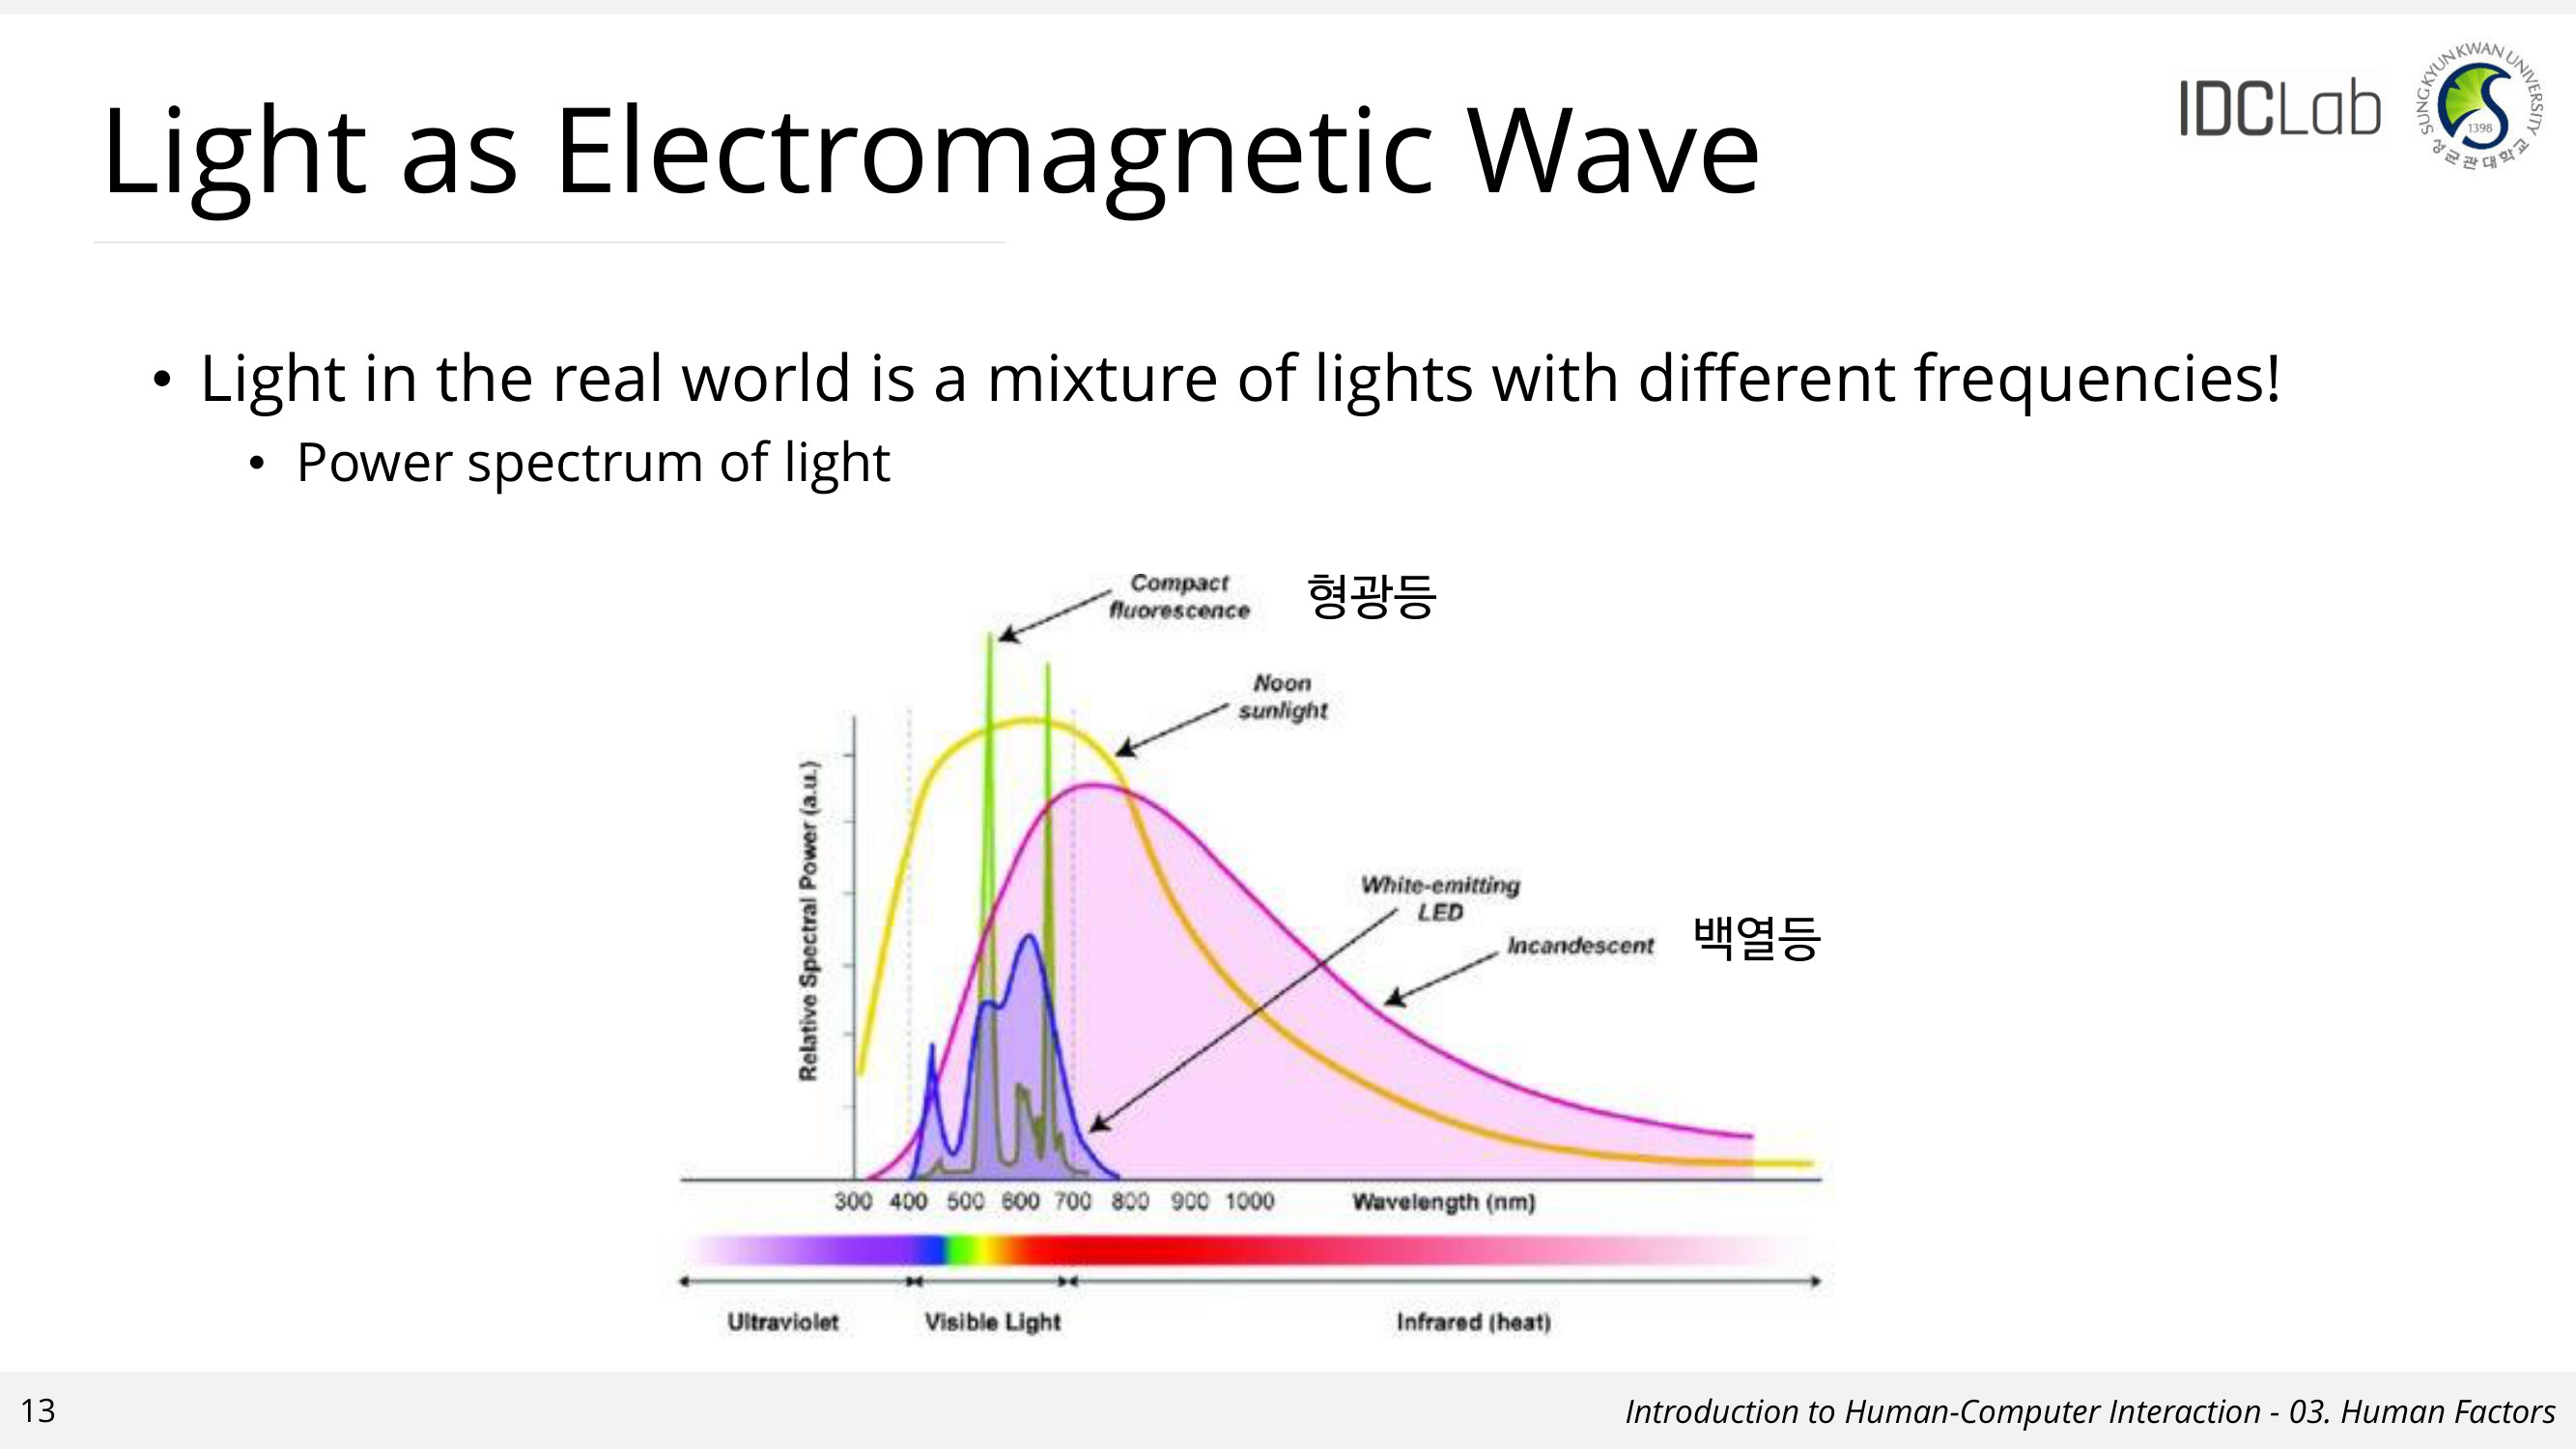 Light as Electromagnetic Wave
IDCLab
SUNGKYUNKWAN UNIVERSITY
1398
성균관대학교
• Light in the real world is a mixture of lights with different frequencies!
• Power spectrum of light
Compact
fluorescence
형광등
Noon
sunlight
White-emitting
LED
Incandescent
백열등
Relative Spectral Power (a.u.)
300 400 500 600 700 800 900 1000 Wavelength (nm)
Ultraviolet Visible Light Infrared (heat)
13
Introduction to Human-Computer Interaction - 03. Human Factors